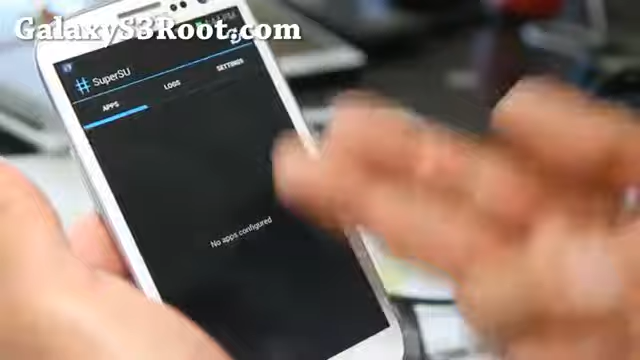 GalaxyS3Root.com
SuperSU
APPS LOGS SETTINGS
No apps configured